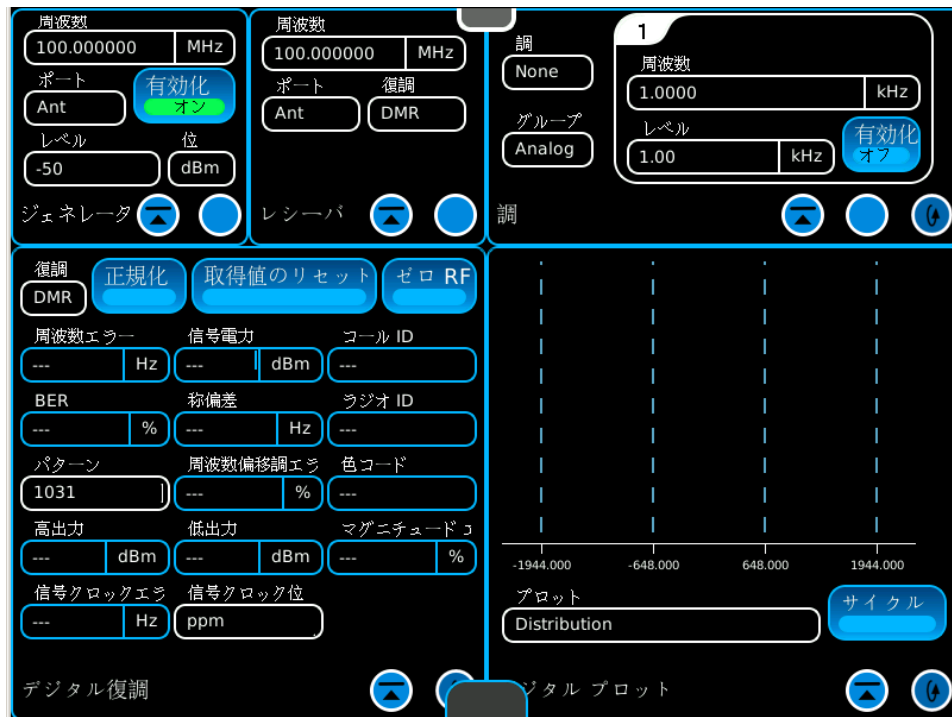 周波数
100.000000 MHz
ポート
Ant
有効化
オン
レベル 位
-50 dBm
ジェネレータ
周波数
100.000000 MHz
ポート 復調
Ant DMR
レシーバ
調
None
グループ
Analog
1
周波数
1.0000 kHz
レベル
1.00 kHz
有効化
オフ
調
復調
DMR
正規化
取得値のリセット
ゼロ RF
周波数エラー 信号電力 コール ID
--- Hz --- dBm ---
BER 称偏差 ラジオ ID
--- % --- Hz ---
パターン 周波数偏移調エラ 色コード
1031 --- % ---
高出力 低出力 マグニチュード コ
--- dBm --- dBm --- %
信号クロックエラ 信号クロック位
--- Hz ppm
デジタル復調
-1944.000 -648.000 648.000 1944.000
プロット
Distribution
サイクル
ジタル プロット